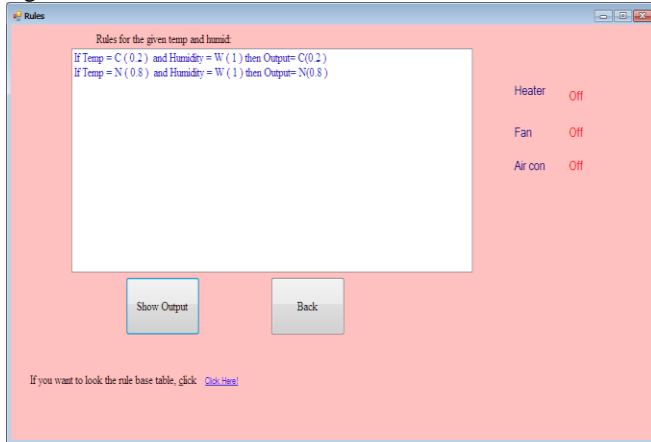 Rules
Rules for the given temp and humid:
If Temp = C ( 0.2 ) and Humidity = W ( 1 ) then Output= C(0.2 )
If Temp = N ( 0.8 ) and Humidity = W ( 1 ) then Output= N(0.8 )
Heater Off
Fan Off
Air con Off
Show Output Back
If you want to look the rule base table, click Click Here!